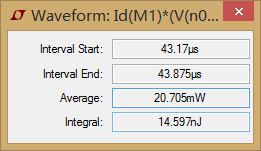 Waveform: Id(M1)*(V(n0...
Interval Start: 43.17µs
Interval End: 43.875µs
Average: 20.705mW
Integral: 14.597nJ